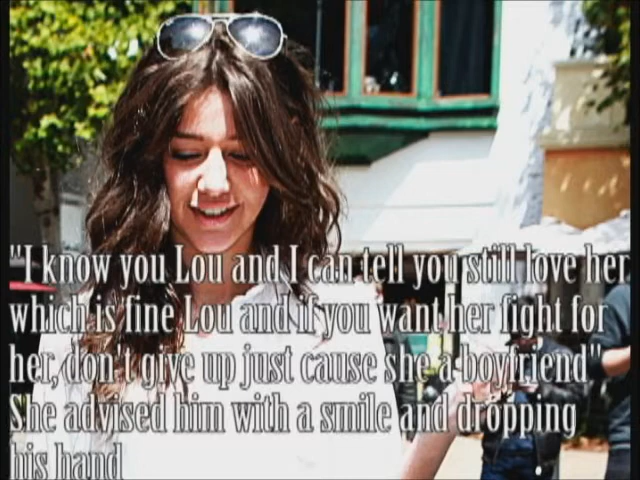 "I know you Lou and I can tell you still love her
which is fine Lou and if you want her fight for
her, don't give up just cause she a boyfriend"
She advised him with a smile and dropping
his hand